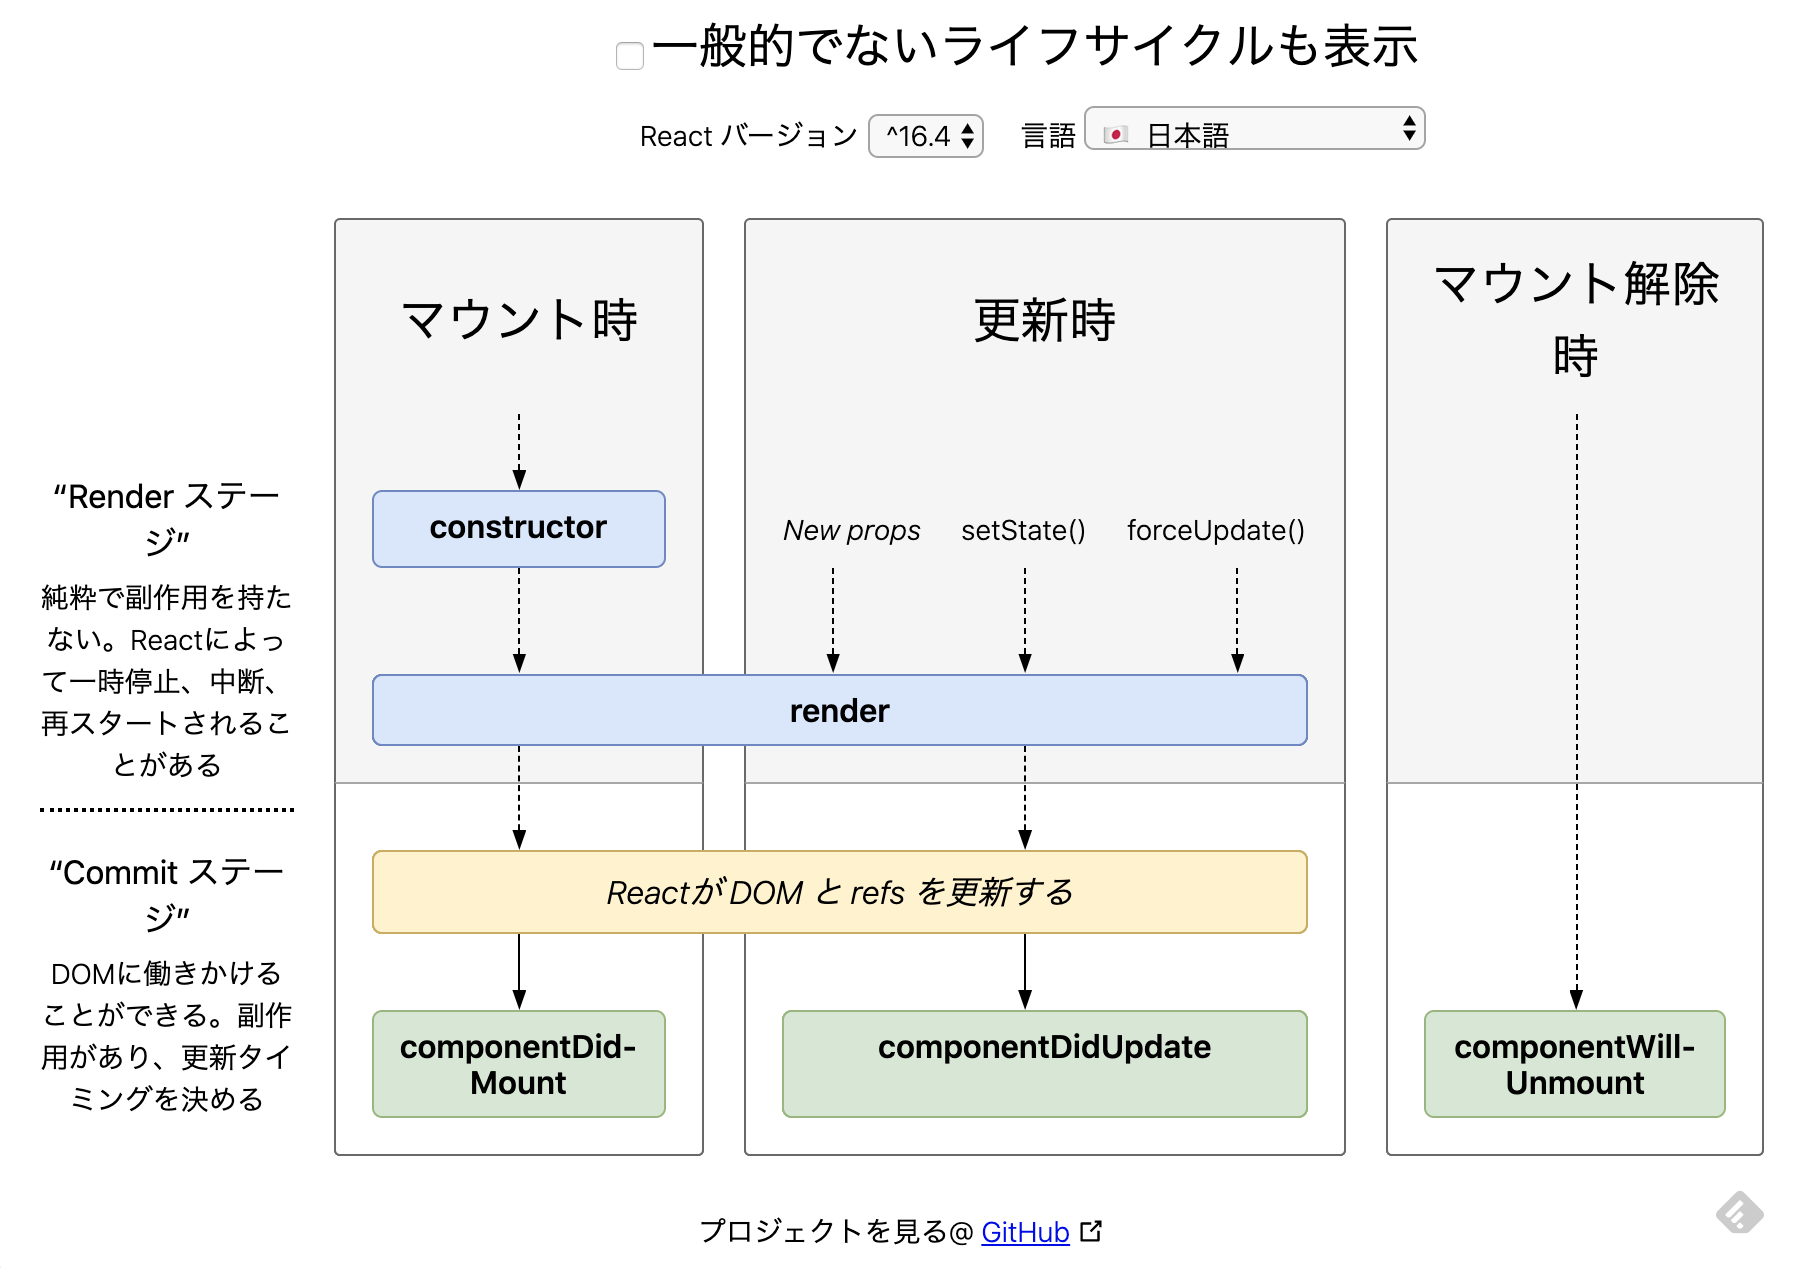 一般的でないライフサイクルも表示
React バージョン ^16.4 言語 日本語
マウント時
更新時
マウント解除
時
“Render ステー
ジ”
純粋で副作用を持た
ない。Reactによっ
て一時停止、中断、
再スタートされるこ
とがある
constructor
New props setState() forceUpdate()
render
“Commit ステー
ジ”
DOMに働きかける
ことができる。副作
用があり、更新タイ
ミングを決める
ReactがDOM と refs を更新する
componentDid-
Mount
componentDidUpdate
componentWill-
Unmount
プロジェクトを見る@ GitHub